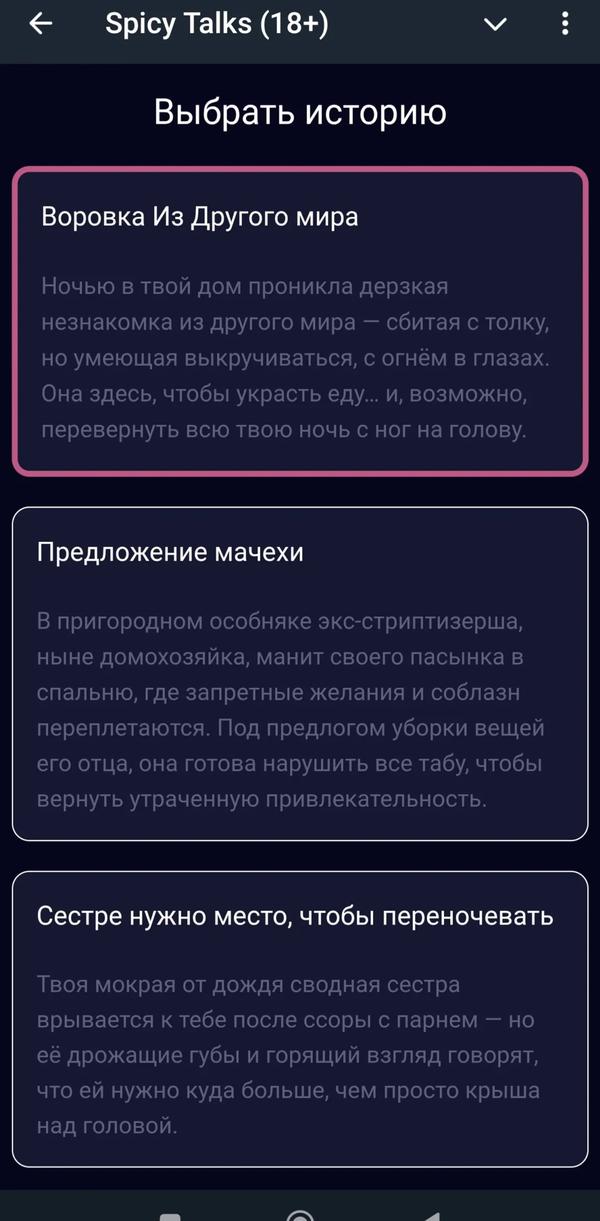 Spicy Talks (18+)
Выбрать историю
Воровка Из Другого мира
Ночью в твой дом проникла дерзкая
незнакомка из другого мира — сбитая с толку,
но умеющая выкручиваться, с огнём в глазах.
Она здесь, чтобы украсть еду… и, возможно,
перевернуть всю твою ночь с ног на голову.
Предложение мачехи
В пригородном особняке экс-стриптизерша,
ныне домохозяйка, манит своего пасынка в
спальню, где запретные желания и соблазн
переплетаются. Под предлогом уборки вещей
его отца, она готова нарушить все табу, чтобы
вернуть утраченную привлекательность.
Сестре нужно место, чтобы переночевать
Твоя мокрая от дождя сводная сестра
врывается к тебе после ссоры с парнем — но
её дрожащие губы и горящий взгляд говорят,
что ей нужно куда больше, чем просто крыша
над головой.